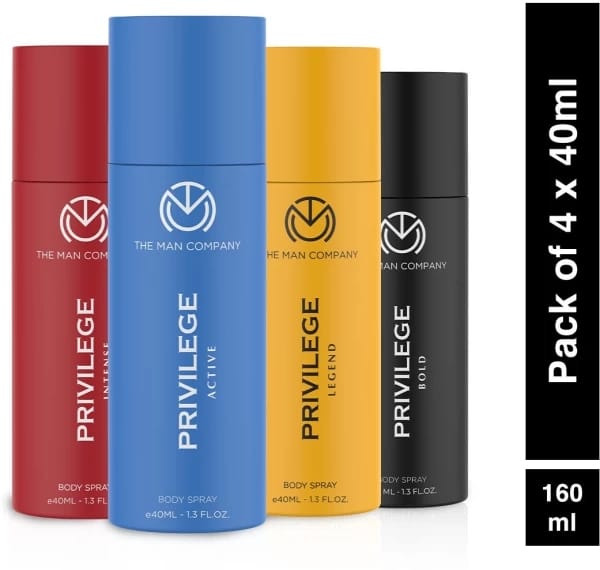 THE MAN COMPANY
PRIVILEGE
INTENSE
BODY SPRAY
e40ML - 1.3 FL.
THE MAN COMPANY
PRIVILEGE
ACTIVE
BODY SPRAY
e40ML - 1.3 FL.OZ.
HE MAN COMPANY
PRIVILEGE
LEGEND
BODY SPRAY
e40ML - 1.3 FL.OZ.
MAN COMPANY
PRIVILEGE
BOLD
BODY SPRAY
ML - 1.3 FL.OZ.
Pack of 4 x 40ml
160
ml